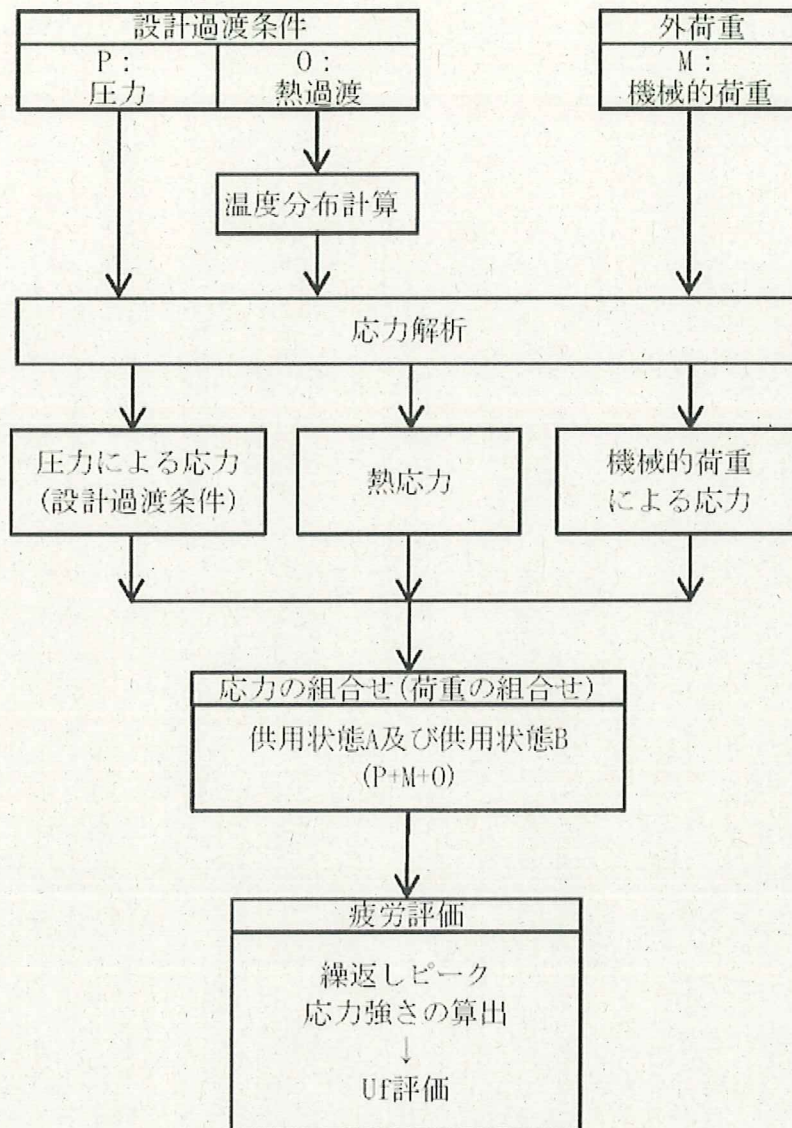 設計過渡条件
P:
圧力
O:
熱過渡
外荷重
M:
機械的荷重
温度分布計算
応力解析
圧力による応力
(設計過渡条件)
熱応力
機械的荷重
による応力
応力の組合せ(荷重の組合せ)
供用状態A及び供用状態B
(P+M+O)
疲労評価
繰返しピーク
応力強さの算出
↓
Uf評価